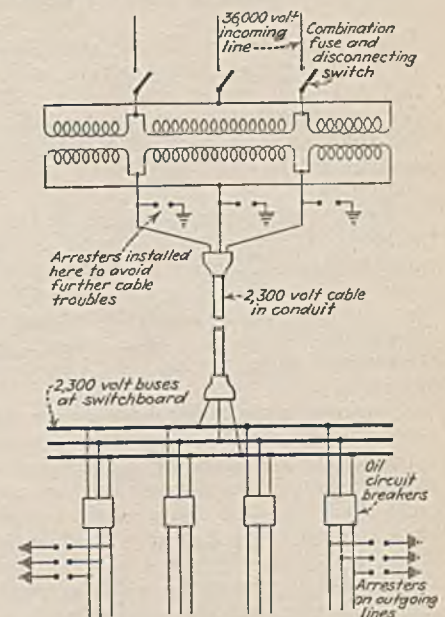 36,000 volt
incoming
line
Combination
fuse and
disconnecting
switch
Arresters installed
here to avoid
further cable
troubles
2,300 volt cable
in conduit
2,300 volt buses
at switchboard
Oil
circuit
breakers
Arresters
on outgoing
lines